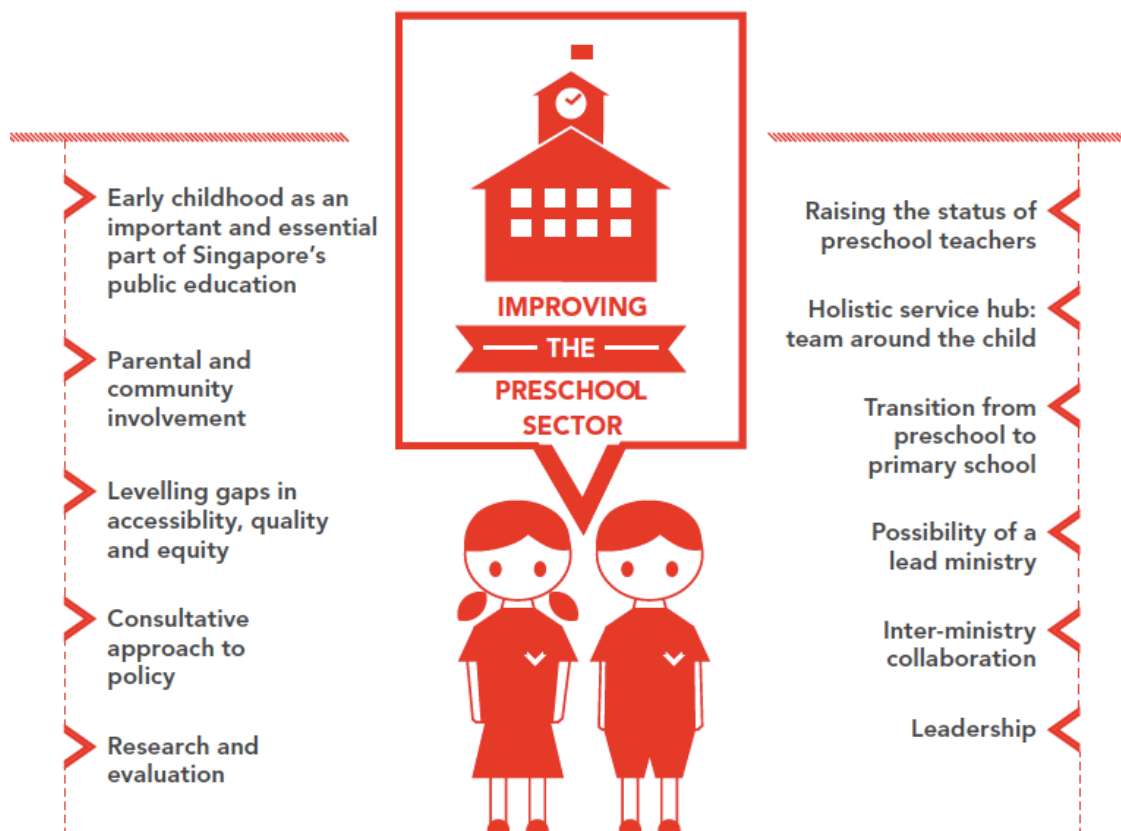 IMPROVING
THE
PRESCHOOL
SECTOR
Early childhood as an
important and essential
part of Singapore's
public education
Parental and
community
involvement
Levelling gaps in
accessiblity, quality
and equity
Consultative
approach to
policy
Research and
evaluation
Raising the status of
preschool teachers
Holistic service hub:
team around the child
Transition from
preschool to
primary school
Possibility of a
lead ministry
Inter-ministry
collaboration
Leadership